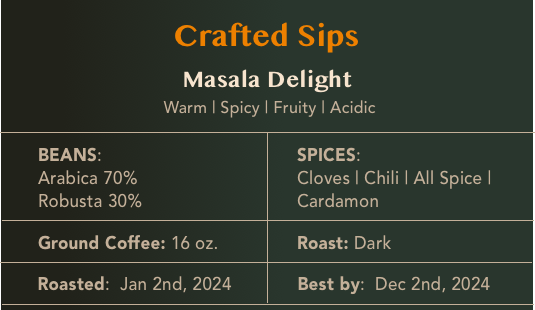 Crafted Sips
Masala Delight
Warm | Spicy | Fruity | Acidic
BEANS:
Arabica 70%
Robusta 30%
SPICES:
Cloves | Chili | All Spice |
Cardamon
Ground Coffee: 16 oz.
Roast: Dark
Roasted: Jan 2nd, 2024
Best by: Dec 2nd, 2024